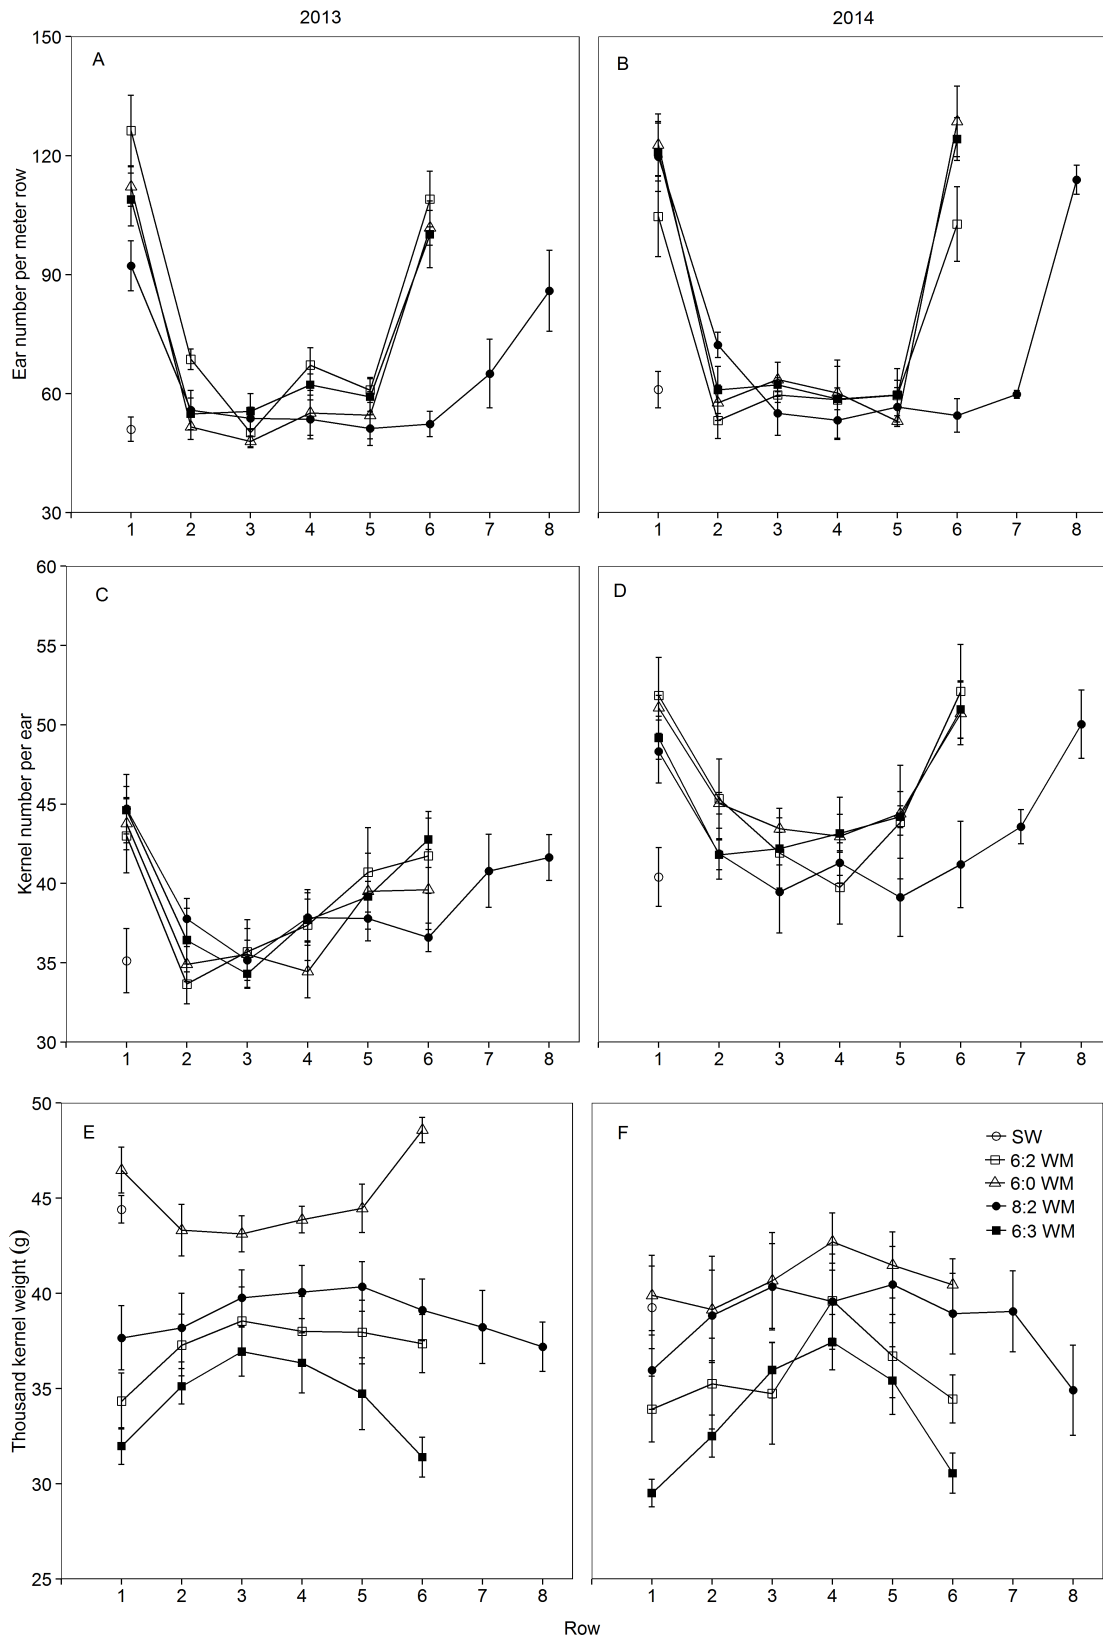 2013 2014
150
A B
120
90
60
30
1 2 3 4 5 6 7 8 1 2 3 4 5 6 7 8
Ear number per meter row
60
C D
55
50
45
40
35
30
1 2 3 4 5 6 7 8 1 2 3 4 5 6 7 8
Kernel number per ear
50
E F
SW
6:2 WM
6:0 WM
8:2 WM
6:3 WM
45
40
35
30
25
1 2 3 4 5 6 7 8 1 2 3 4 5 6 7 8
Thousand kernel weight (g)
Row